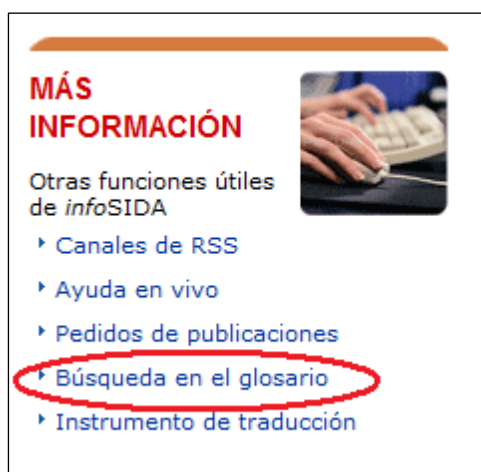 MÁS
INFORMACIÓN
Otras funciones útiles
de infoSIDA
Canales de RSS
Ayuda en vivo
Pedidos de publicaciones
Búsqueda en el glosario
Instrumento de traducción